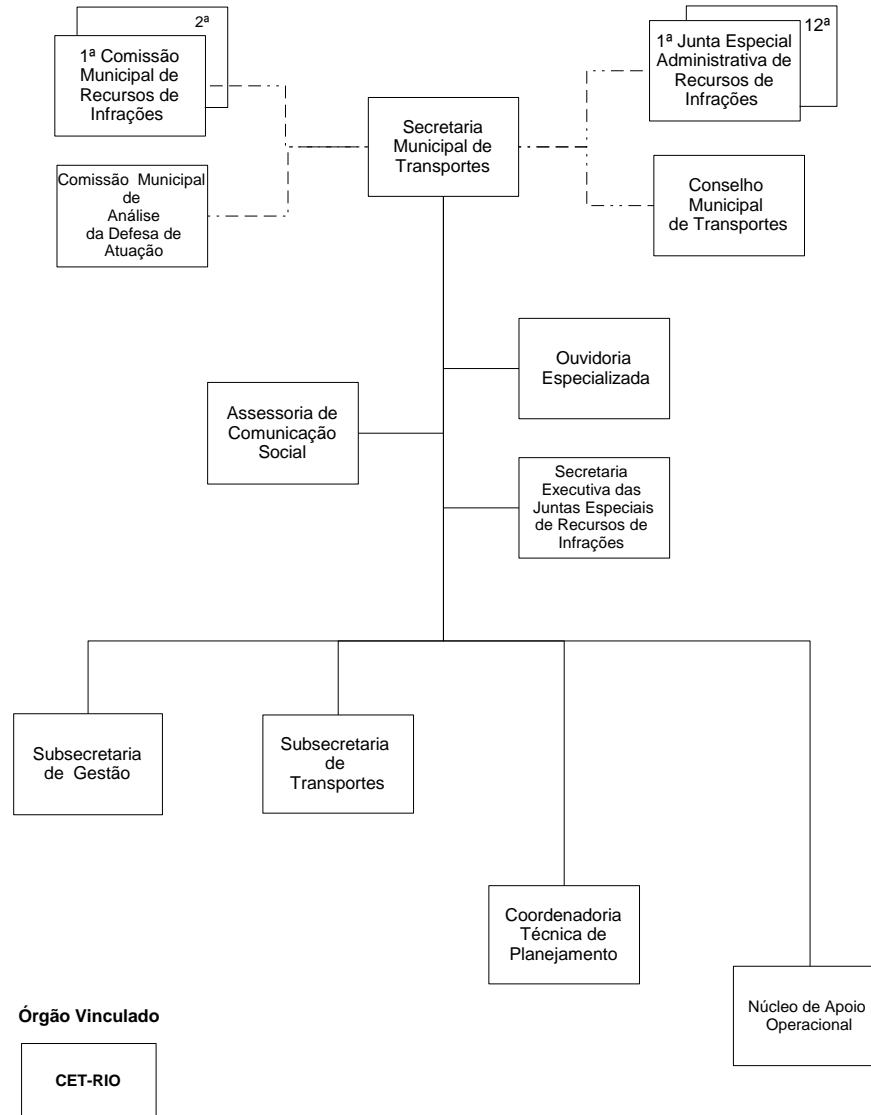 2ª
1ª Comissão
Municipal de
Recursos de
Infrações
12ª
1ª Junta Especial
Administrativa de
Recursos de
Infrações
Secretaria
Municipal de
Transportes
Comissão Municipal
de
Análise
da Defesa de
Atuação
Conselho
Municipal
de Transportes
Ouvidoria
Especializada
Assessoria de
Comunicação
Social
Secretaria
Executiva das
Juntas Especiais
de Recursos de
Infrações
Subsecretaria
de Gestão
Subsecretaria
de
Transportes
Coordenadoria
Técnica de
Planejamento
Núcleo de Apoio
Operacional
Órgão Vinculado
CET-RIO